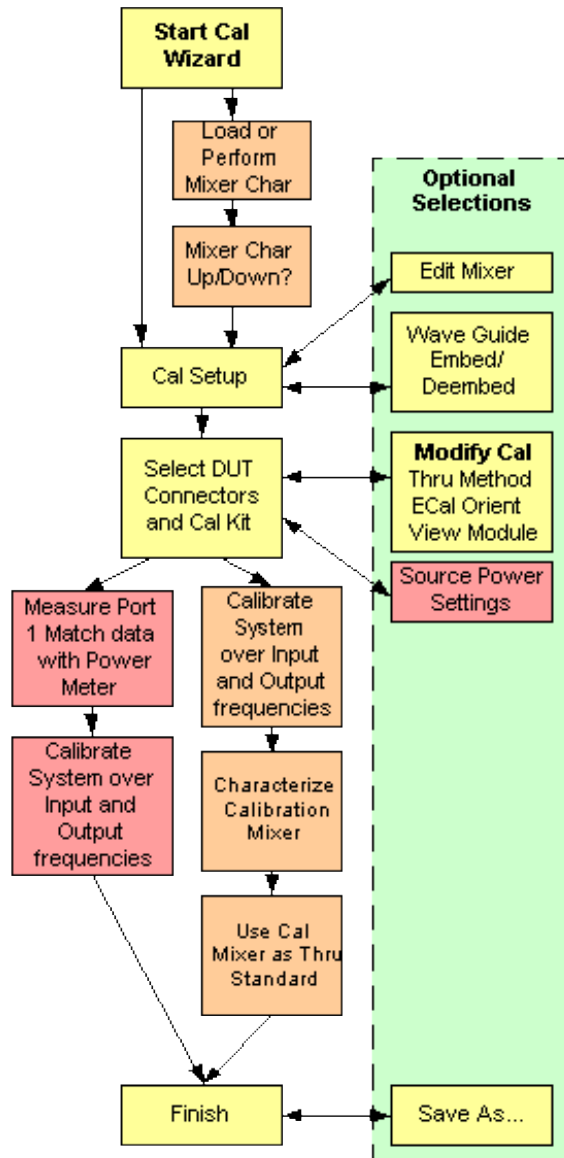 Start Cal
Wizard
Load or
Perform
Mixer Char
Mixer Char
Up/Down?
Cal Setup
Select DUT
Connectors
and Cal Kit
Measure Port
1 Match data
with Power
Meter
Calibrate
System over
Input and
Output
frequencies
Calibrate
System
over Input
and Output
frequencies
Characterize
Calibration
Mixer
Use Cal
Mixer as Thru
Standard
Finish
Optional
Selections
Edit Mixer
Wave Guide
Embed/
Deembed
Modify Cal
Thru Method
ECal Orient
View Module
Source Power
Settings
Save As...